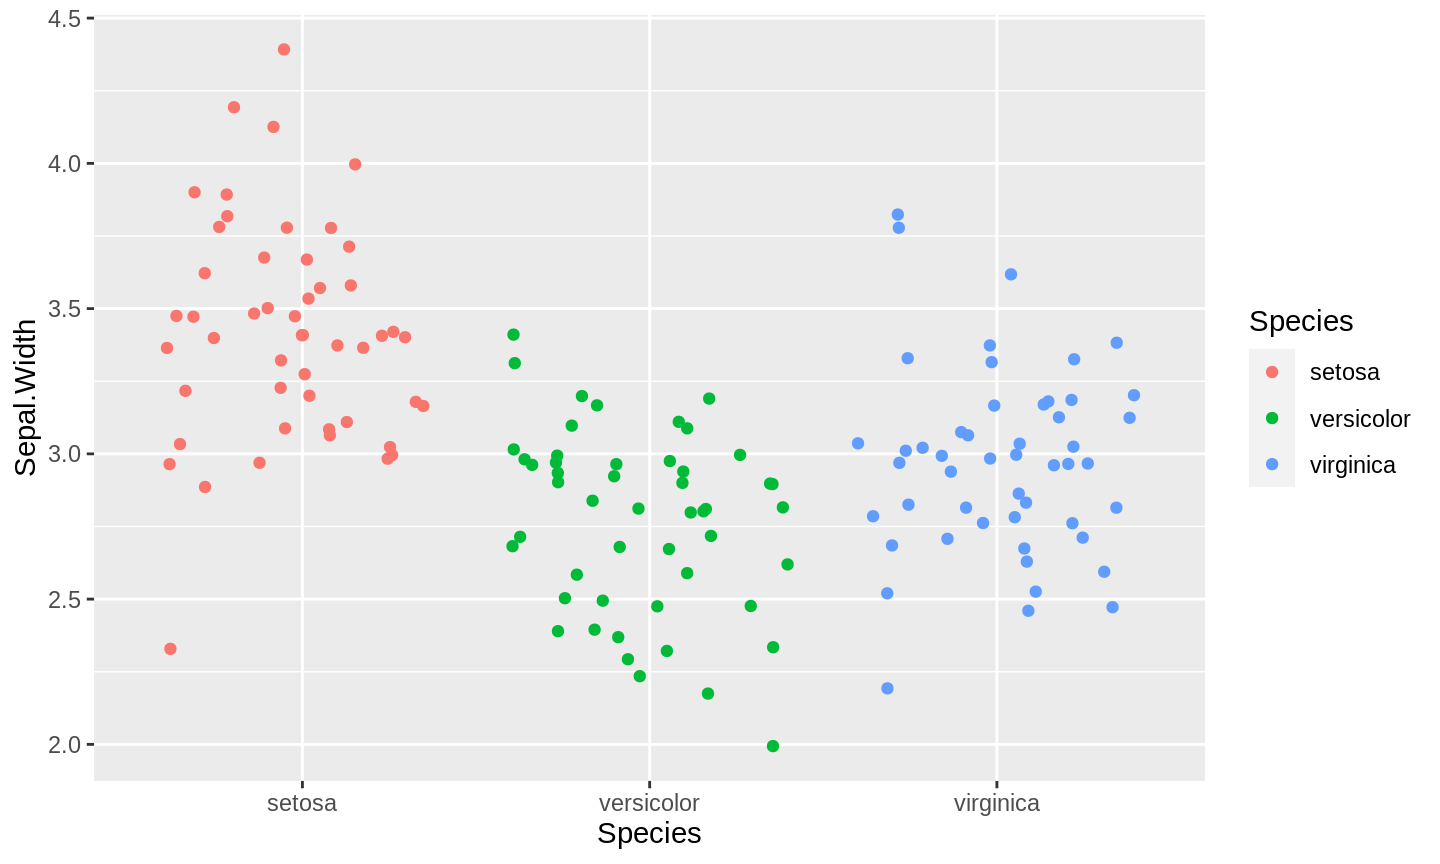 4.5
4.0
3.5
3.0
2.5
2.0
Sepal.Width
setosa
versicolor
virginica
Species
Species
setosa
versicolor
virginica